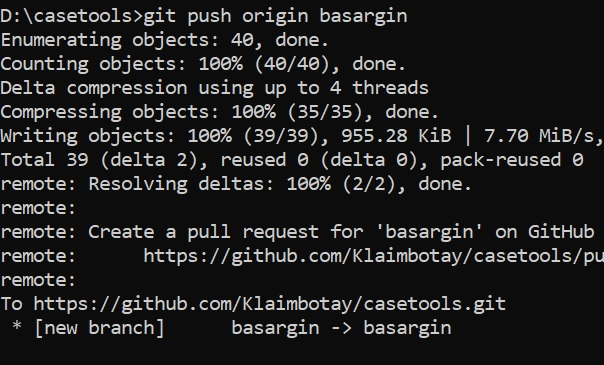 D:\casetools>git push origin basargin
Enumerating objects: 40, done.
Counting objects: 100% (40/40), done.
Delta compression using up to 4 threads
Compressing objects: 100% (35/35), done.
Writing objects: 100% (39/39), 955.28 KiB | 7.70 MiB/s,
Total 39 (delta 2), reused 0 (delta 0), pack-reused 0
remote: Resolving deltas: 100% (2/2), done.
remote:
remote: Create a pull request for 'basargin' on GitHub
remote:      https://github.com/Klaimbotay/casetools/pu
remote:
To https://github.com/Klaimbotay/casetools.git
 * [new branch]      basargin -> basargin